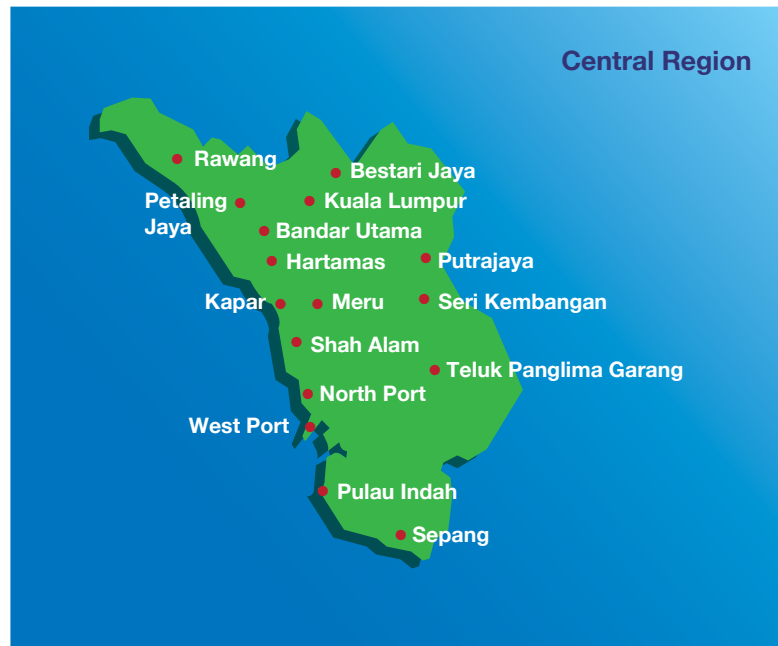 Central Region
Rawang
Bestari Jaya
Petaling
Jaya
Kuala Lumpur
Bandar Utama
Hartamas
Putrajaya
Kapar
Meru
Seri Kembangan
Shah Alam
Teluk Panglima Garang
North Port
West Port
Pulau Indah
Sepang